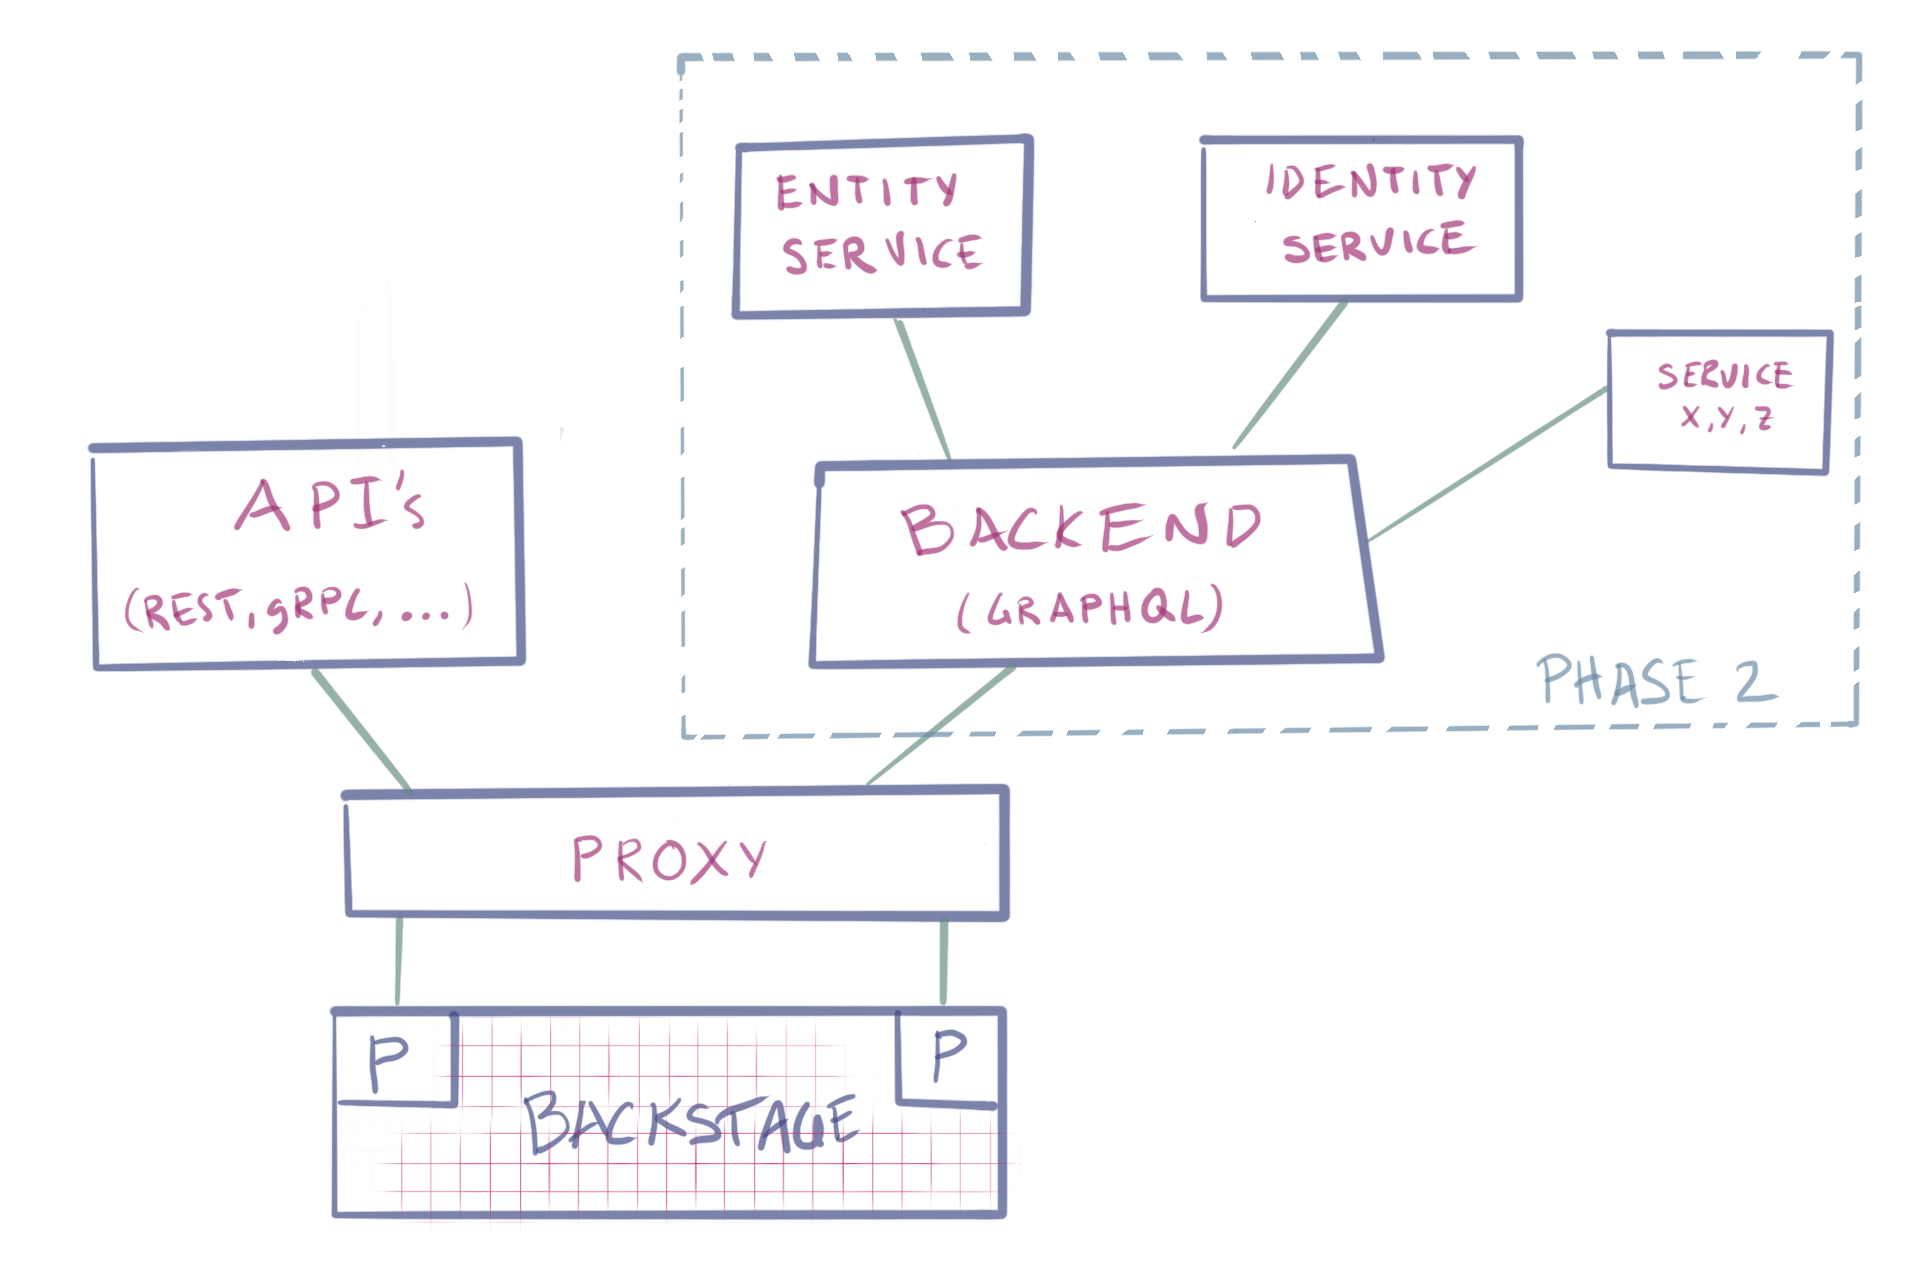 ENTITY
SERVICE
IDENTITY
SERVICE
SERVICE
X, Y, Z
API's
(REST, gRPC, ...)
BACKEND
(GRAPHQL)
PHASE 2
PROXY
P
P
BACKSTAGE